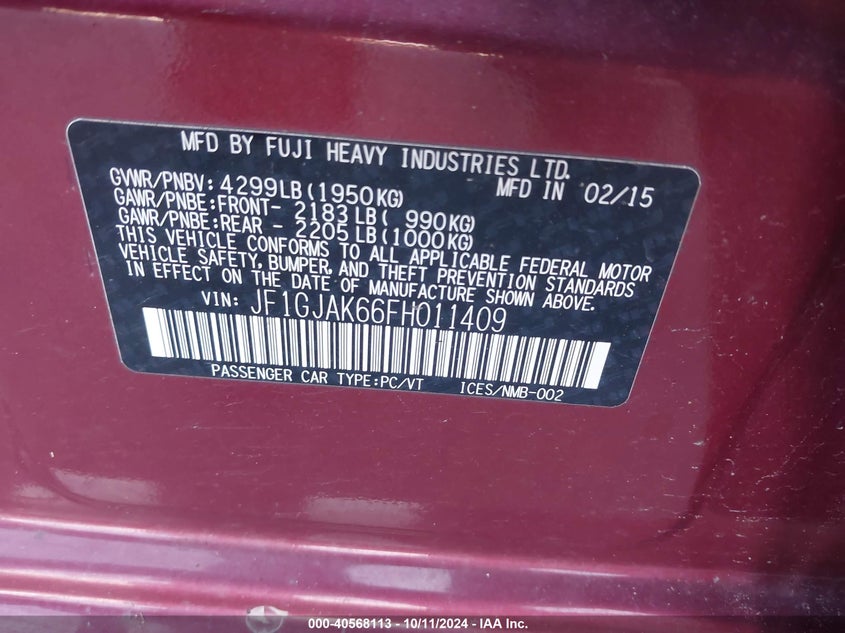 MFD BY FUJI HEAVY INDUSTRIES LTD.
GVWR/PNBV: 4299LB(1950KG) MFD IN 02/15
GAWR/PNBE:FRONT- 2183LB( 990KG)
GAWR/PNBE:REAR - 2205LB(1000KG)
THIS VEHICLE CONFORMS TO ALL APPLICABLE FEDERAL MOTOR
VEHICLE SAFETY, BUMPER, AND THEFT PREVENTION STANDARDS
IN EFFECT ON THE DATE OF MANUFACTURE SHOWN ABOVE.
VIN: JF1GJAK66FH011409
PASSENGER CAR TYPE:PC/VT ICES/NMB-002
000-40568113 - 10/11/2024 - IAA Inc.